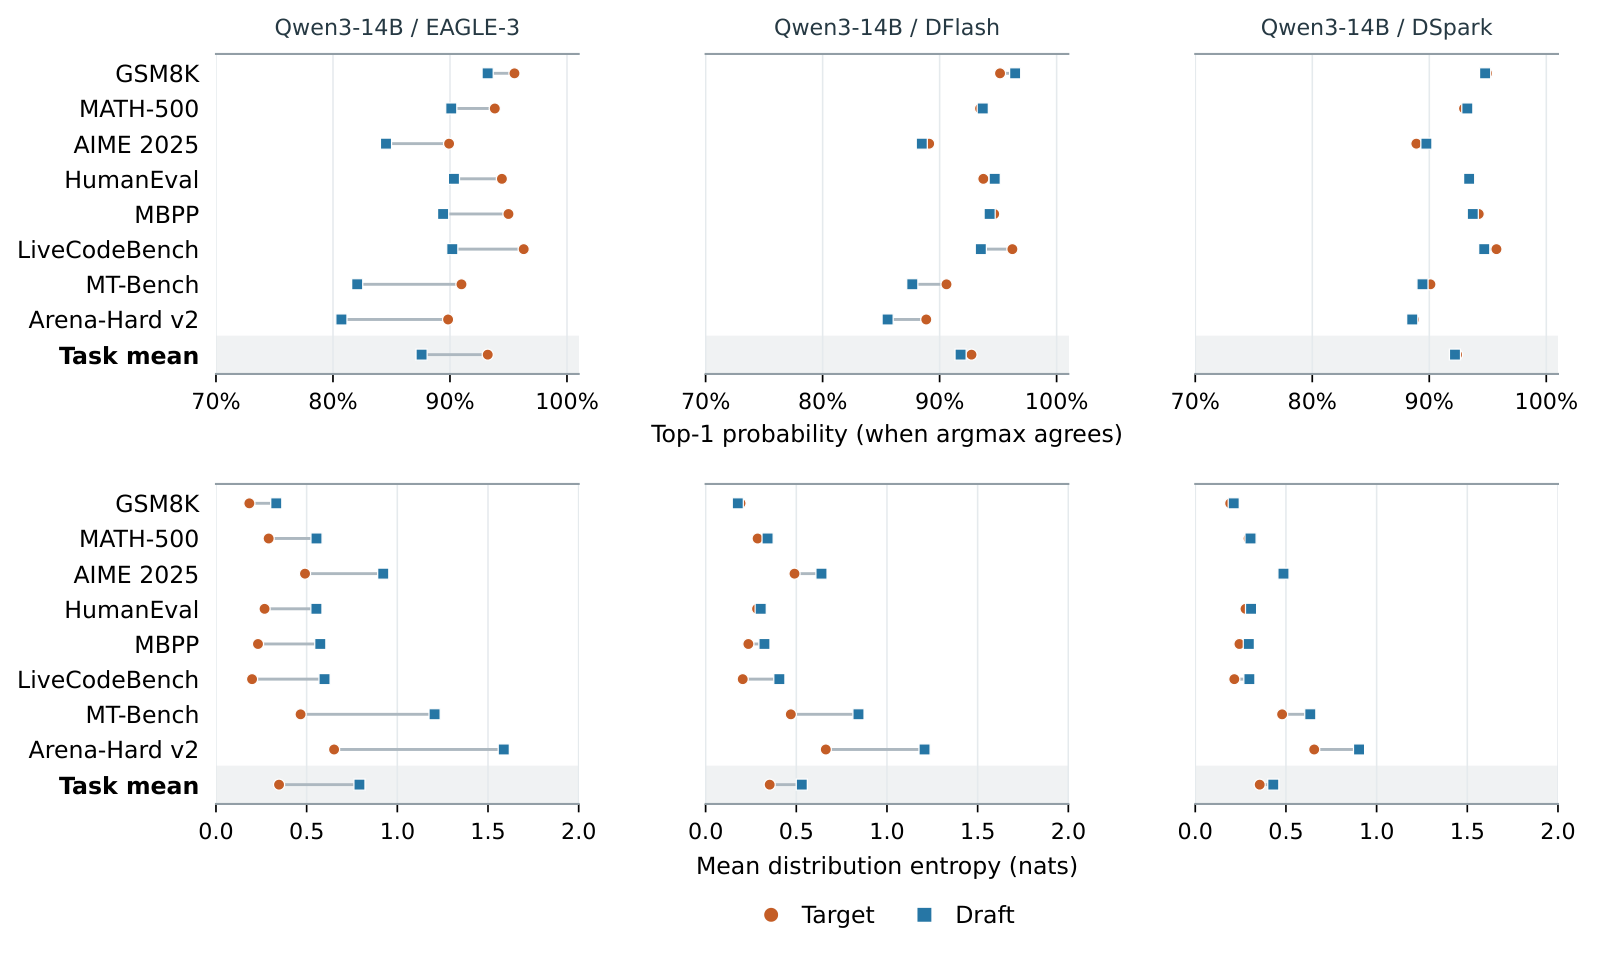 Qwen3-14B / EAGLE-3
Qwen3-14B / DFlash
Qwen3-14B / DSpark
GSM8K
MATH-500
AIME 2025
HumanEval
MBPP
LiveCodeBench
MT-Bench
Arena-Hard v2
Task mean
70% 80% 90% 100%
70% 80% 90% 100%
70% 80% 90% 100%
Top-1 probability (when argmax agrees)
GSM8K
MATH-500
AIME 2025
HumanEval
MBPP
LiveCodeBench
MT-Bench
Arena-Hard v2
Task mean
0.0 0.5 1.0 1.5 2.0
0.0 0.5 1.0 1.5 2.0
0.0 0.5 1.0 1.5 2.0
Mean distribution entropy (nats)
Target Draft